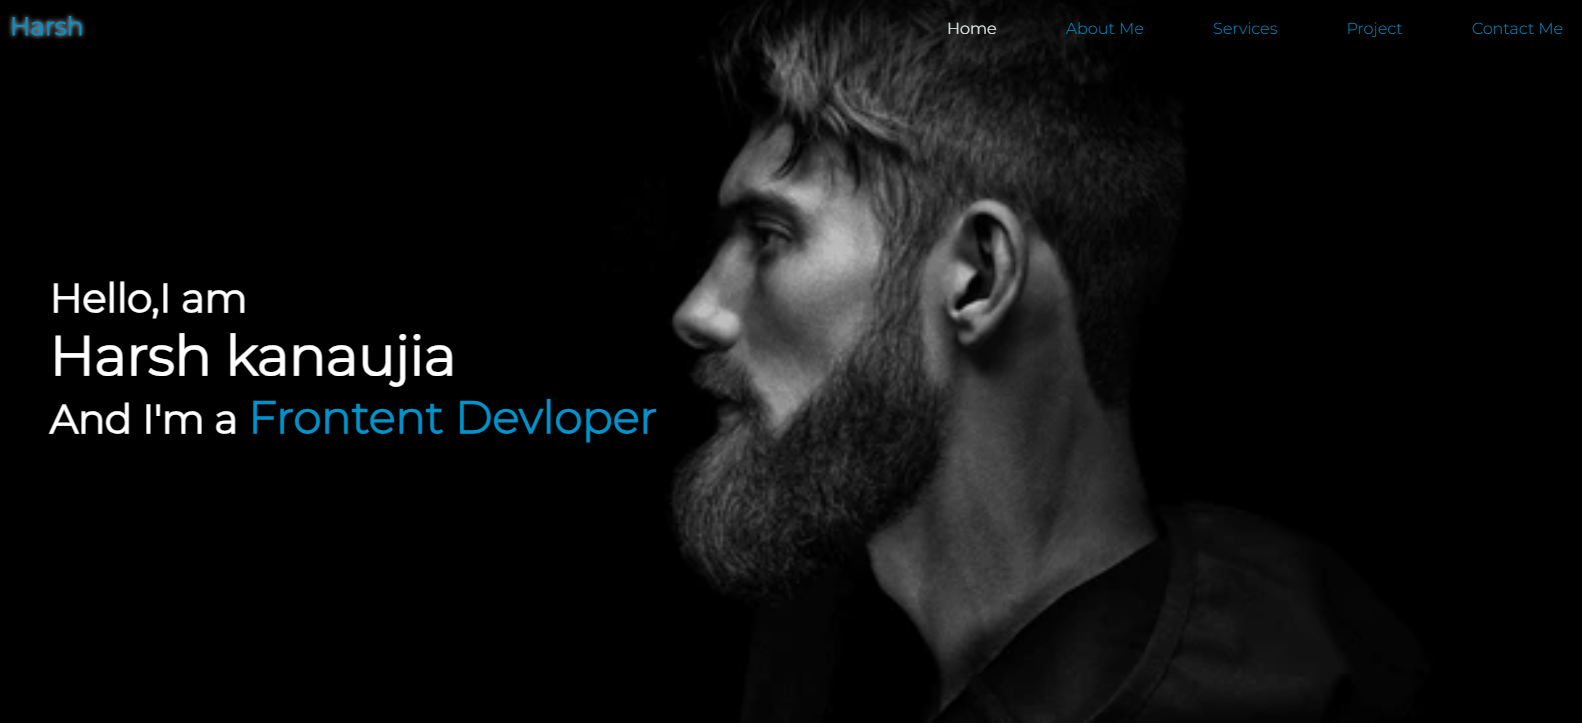 Harsh
Home About Me Services Project Contact Me
Hello,I am
Harsh kanaujia
And I'm a Frontent Devloper